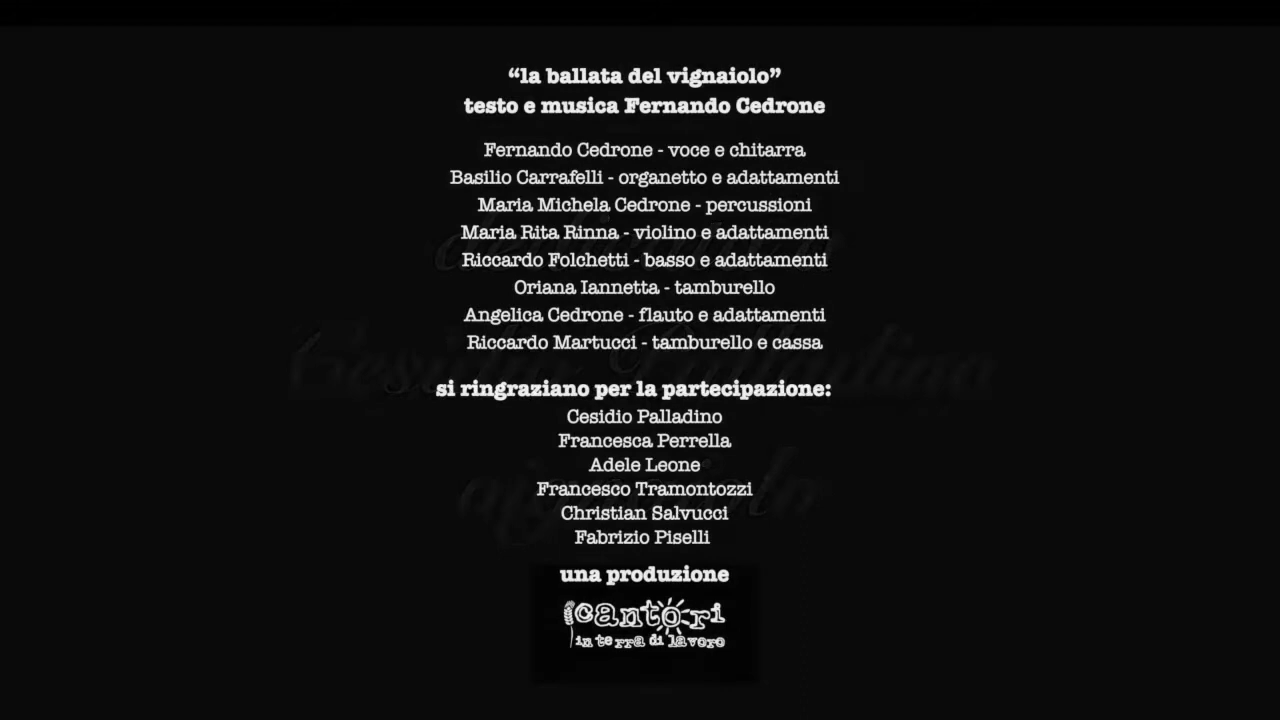 “la ballata del vignaiolo”
testo e musica Fernando Cedrone
Fernando Cedrone - voce e chitarra
Basilio Carrafelli - organetto e adattamenti
Maria Michela Cedrone - percussioni
Maria Rita Rinna - violino e adattamenti
Riccardo Folchetti - basso e adattamenti
Oriana Iannetta - tamburello
Angelica Cedrone - flauto e adattamenti
Riccardo Martucci - tamburello e cassa
si ringraziano per la partecipazione:
Cesidio Palladino
Francesca Perrella
Adele Leone
Francesco Tramontozzi
Christian Salvucci
Fabrizio Piselli
una produzione
icantori
in terra di lavoro